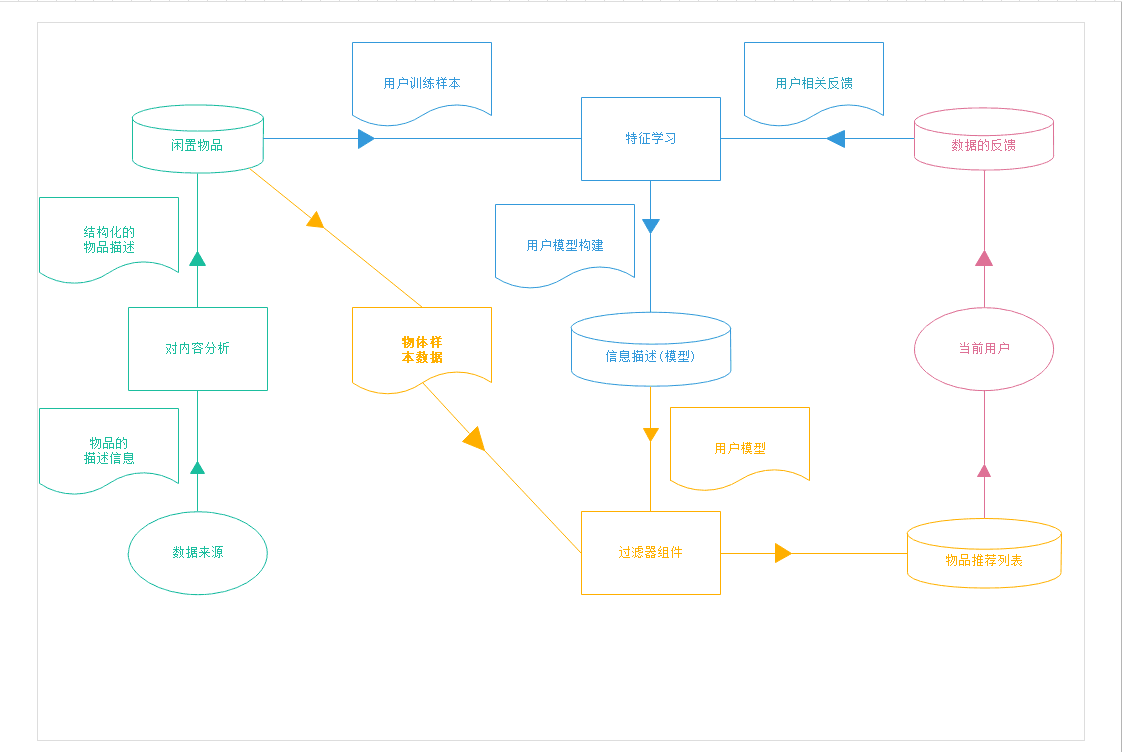 用户训练样本
用户相关反馈
闲置物品
特征学习
数据的反馈
结构化的
物品描述
用户模型构建
对内容分析
物体样
本数据
信息描述(模型)
当前用户
物品的
描述信息
用户模型
数据来源
过滤器组件
物品推荐列表